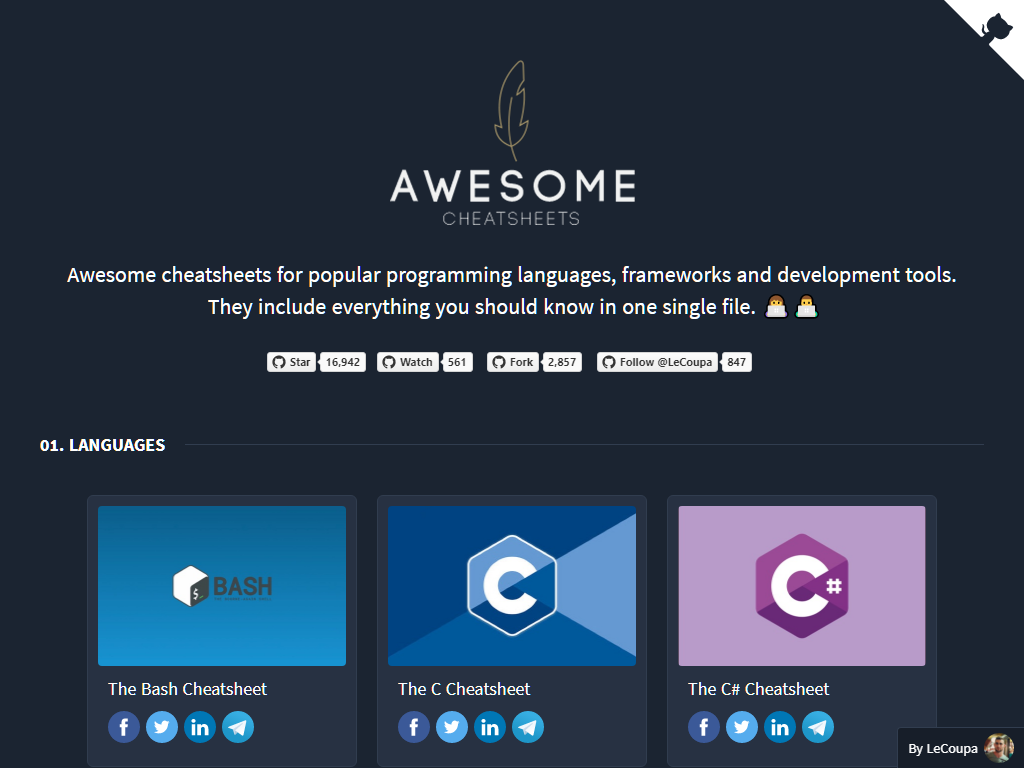 AWESOME
CHEATSHEETS
Awesome cheatsheets for popular programming languages, frameworks and development tools.
They include everything you should know in one single file. 👩‍💻 👨‍💻
Star 16,942 Watch 561 Fork 2,857 Follow @LeCoupa 847
01. LANGUAGES
$_ BASH
C
C#
The Bash Cheatsheet
The C Cheatsheet
The C# Cheatsheet
By LeCoupa